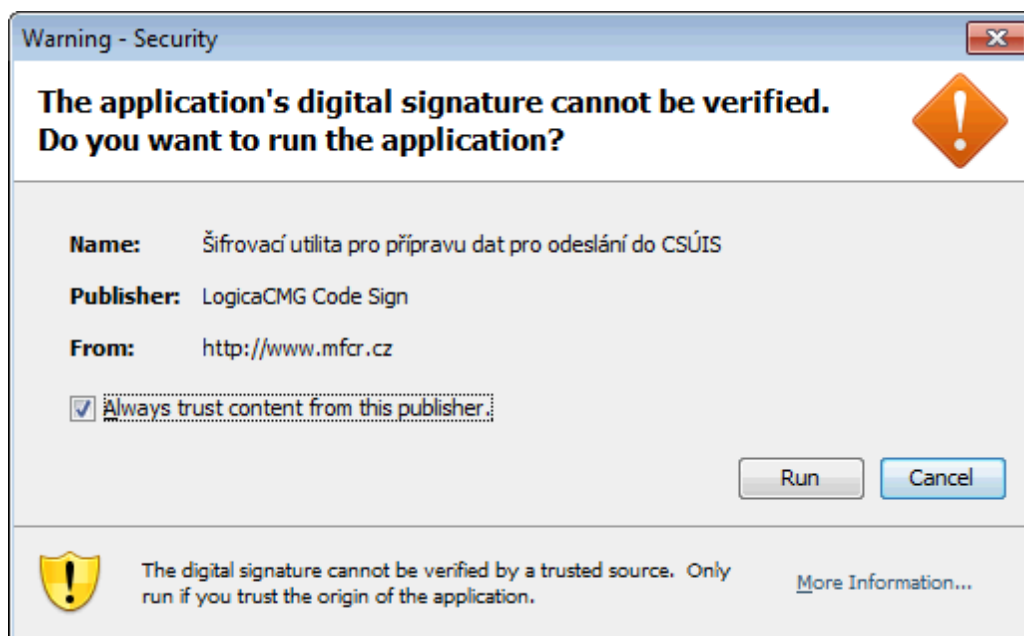 Warning - Security
The application's digital signature cannot be verified.
Do you want to run the application?
Name: Šifrovací utilita pro přípravu dat pro odeslání do CSÚIS
Publisher: LogicaCMG Code Sign
From: http://www.mfcr.cz
Always trust content from this publisher.
Run Cancel
The digital signature cannot be verified by a trusted source. Only
run if you trust the origin of the application.
More Information...